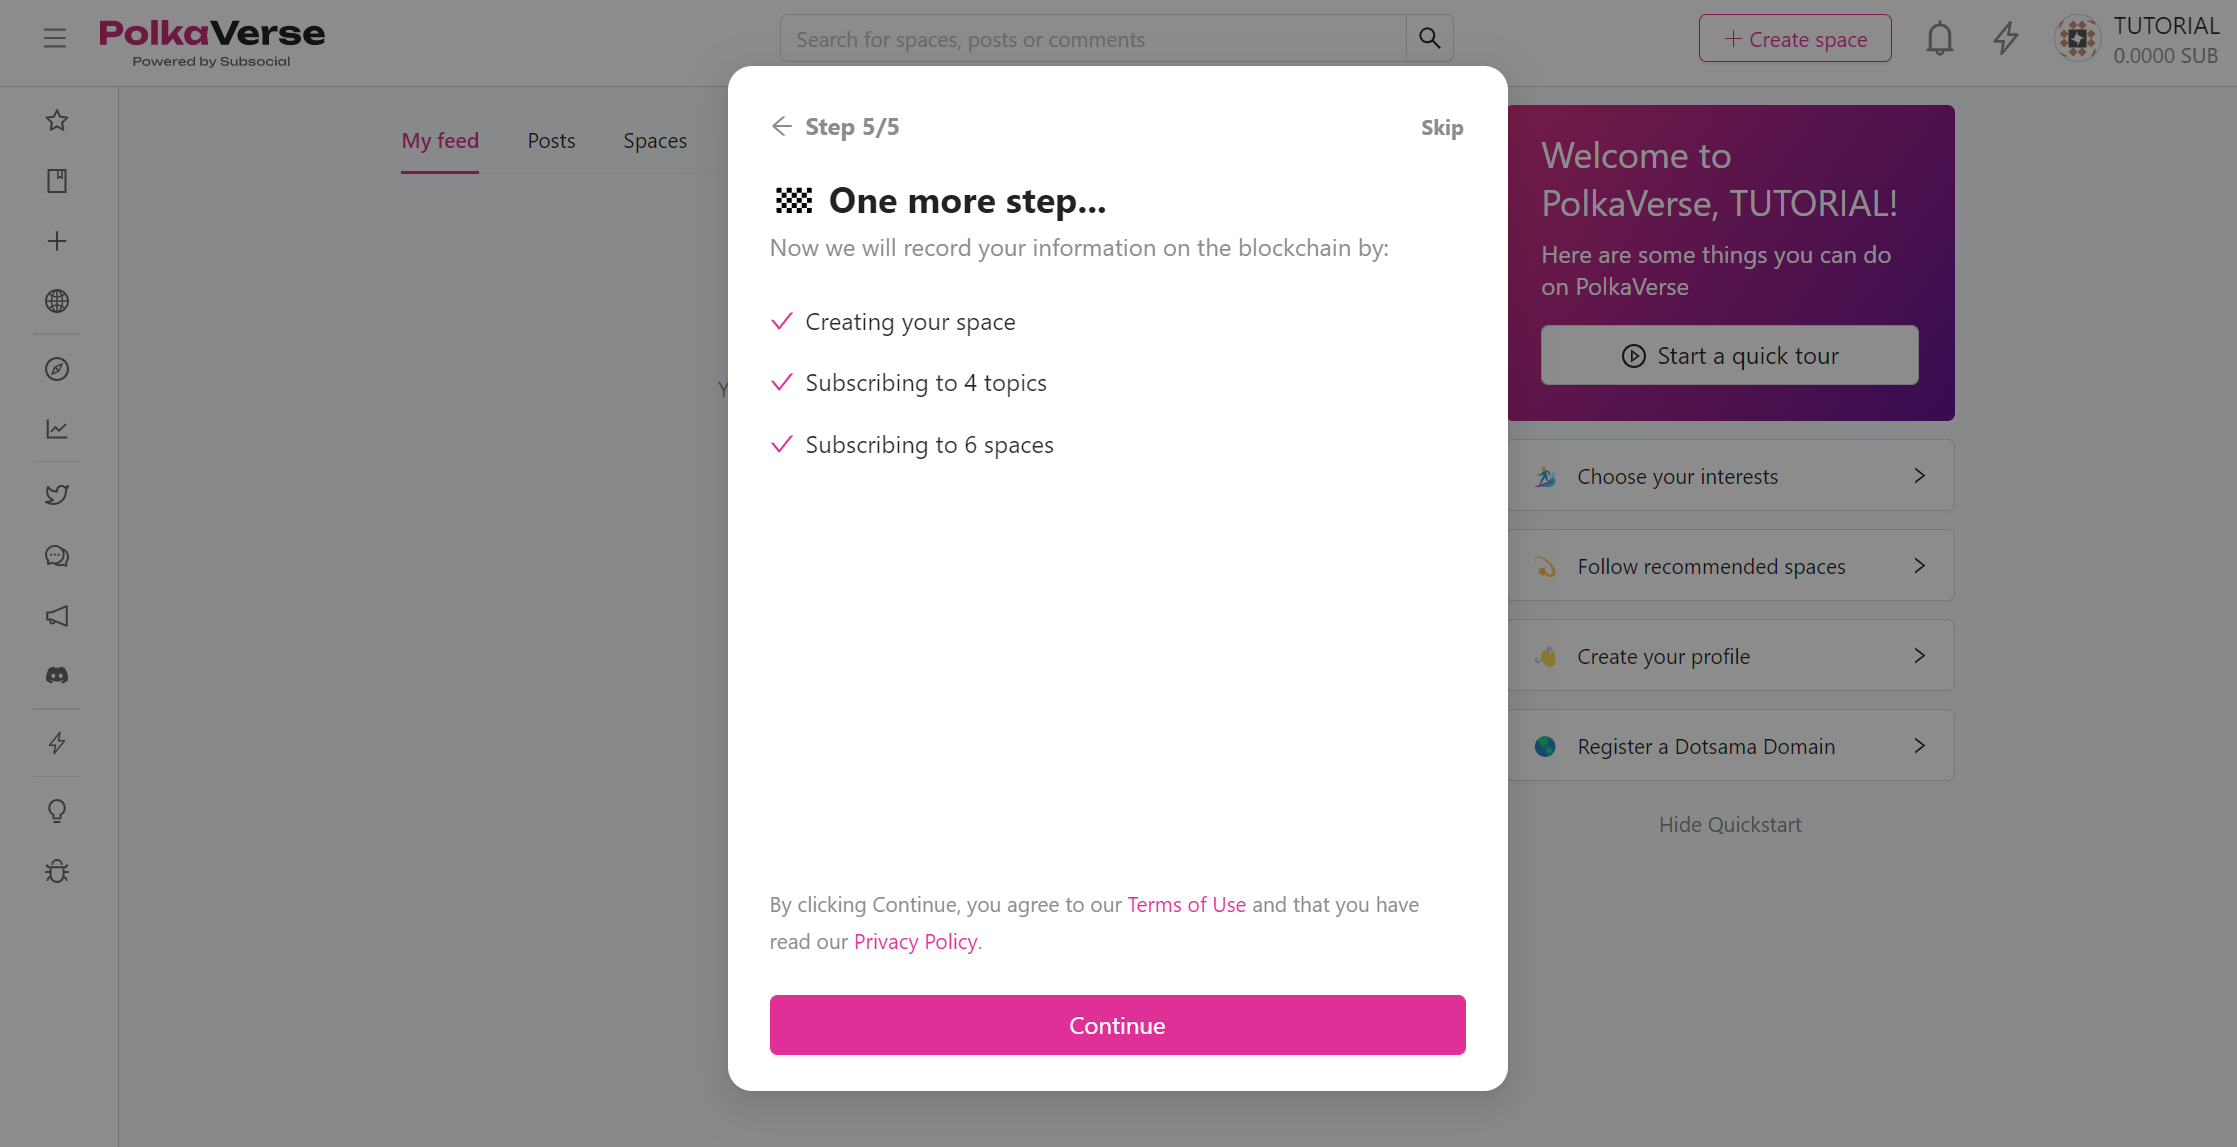 PolkaVerse
Powered by Subsocial
Search for spaces, posts or comments
Create space
TUTORIAL
0.0000 SUB
My feed
Posts
Spaces
Y
Step 5/5
Skip
One more step...
Now we will record your information on the blockchain by:
Creating your space
Subscribing to 4 topics
Subscribing to 6 spaces
By clicking Continue, you agree to our Terms of Use and that you have
read our Privacy Policy.
Continue
Welcome to
PolkaVerse, TUTORIAL!
Here are some things you can do
on PolkaVerse
Start a quick tour
Choose your interests
Follow recommended spaces
Create your profile
Register a Dotsama Domain
Hide Quickstart